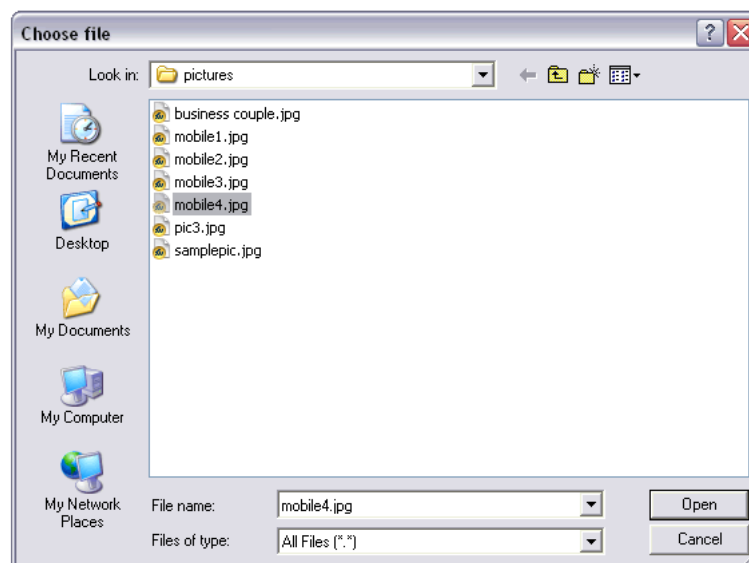 Choose file
Look in:
pictures
My Recent
Documents
Desktop
My Documents
My Computer
My Network
Places
business couple.jpg
mobile1.jpg
mobile2.jpg
mobile3.jpg
mobile4.jpg
pic3.jpg
samplepic.jpg
File name:
mobile4.jpg
Open
Files of type:
All Files (*.*)
Cancel